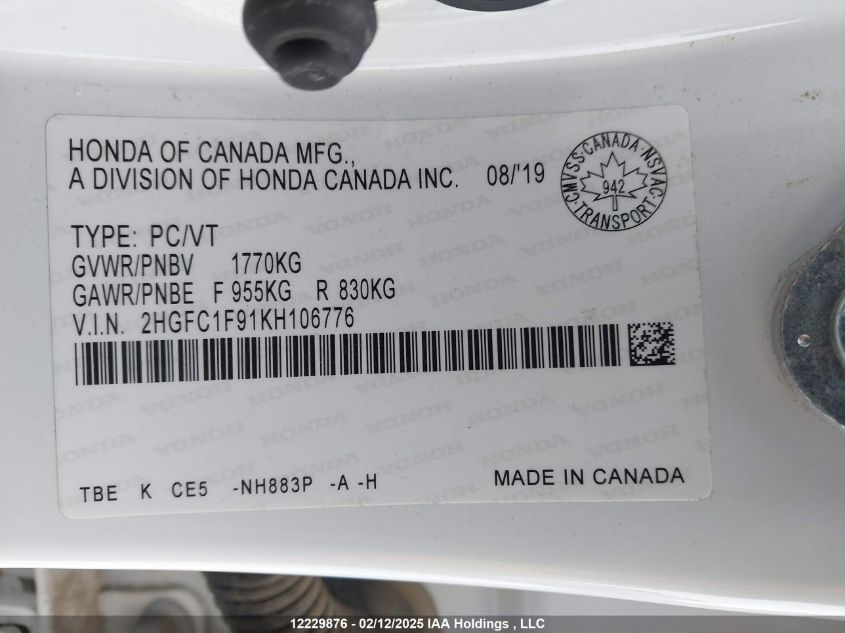 HONDA OF CANADA MFG.,
A DIVISION OF HONDA CANADA INC. 08/'19
CMVSS·CANADA·NSVAC
942
TRANSPORT
TYPE: PC/VT
GVWR/PNBV 1770KG
GAWR/PNBE F 955KG R 830KG
V.I.N. 2HGFC1F91KH106776
TBE K CE5 -NH883P -A -H
MADE IN CANADA
12229876 - 02/12/2025 IAA Holdings , LLC